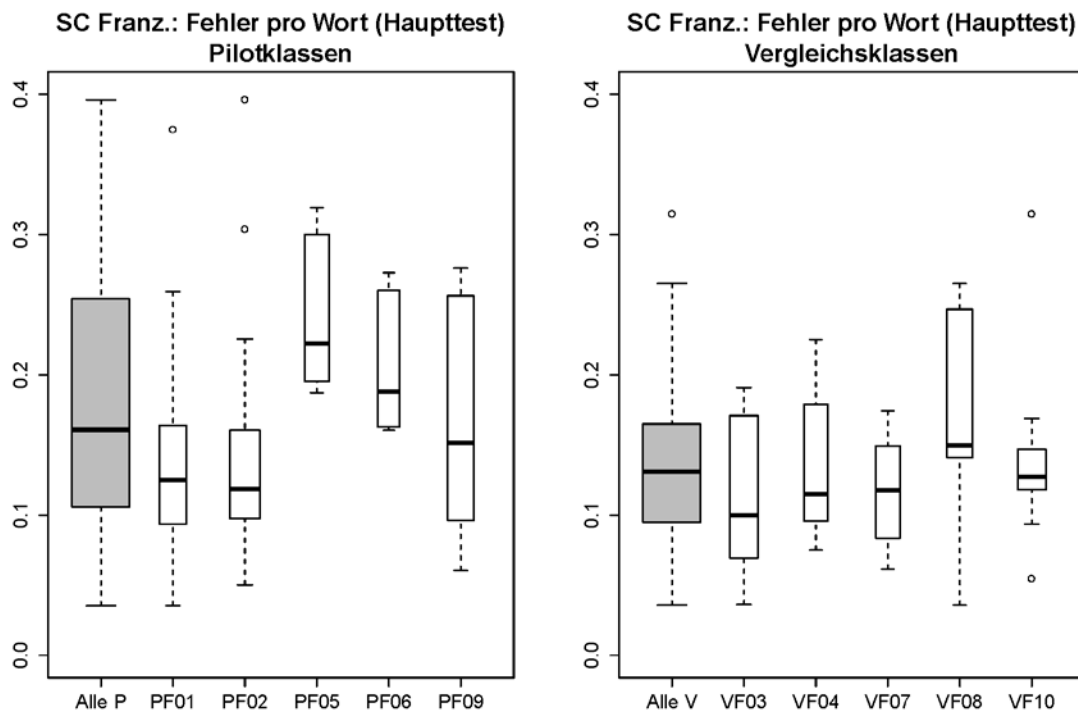 SC Franz.: Fehler pro Wort (Haupttest)
Pilotklassen
0.4
0.3
0.2
0.1
0.0
Alle P PF01 PF02 PF05 PF06 PF09
SC Franz.: Fehler pro Wort (Haupttest)
Vergleichsklassen
0.4
0.3
0.2
0.1
0.0
Alle V VF03 VF04 VF07 VF08 VF10